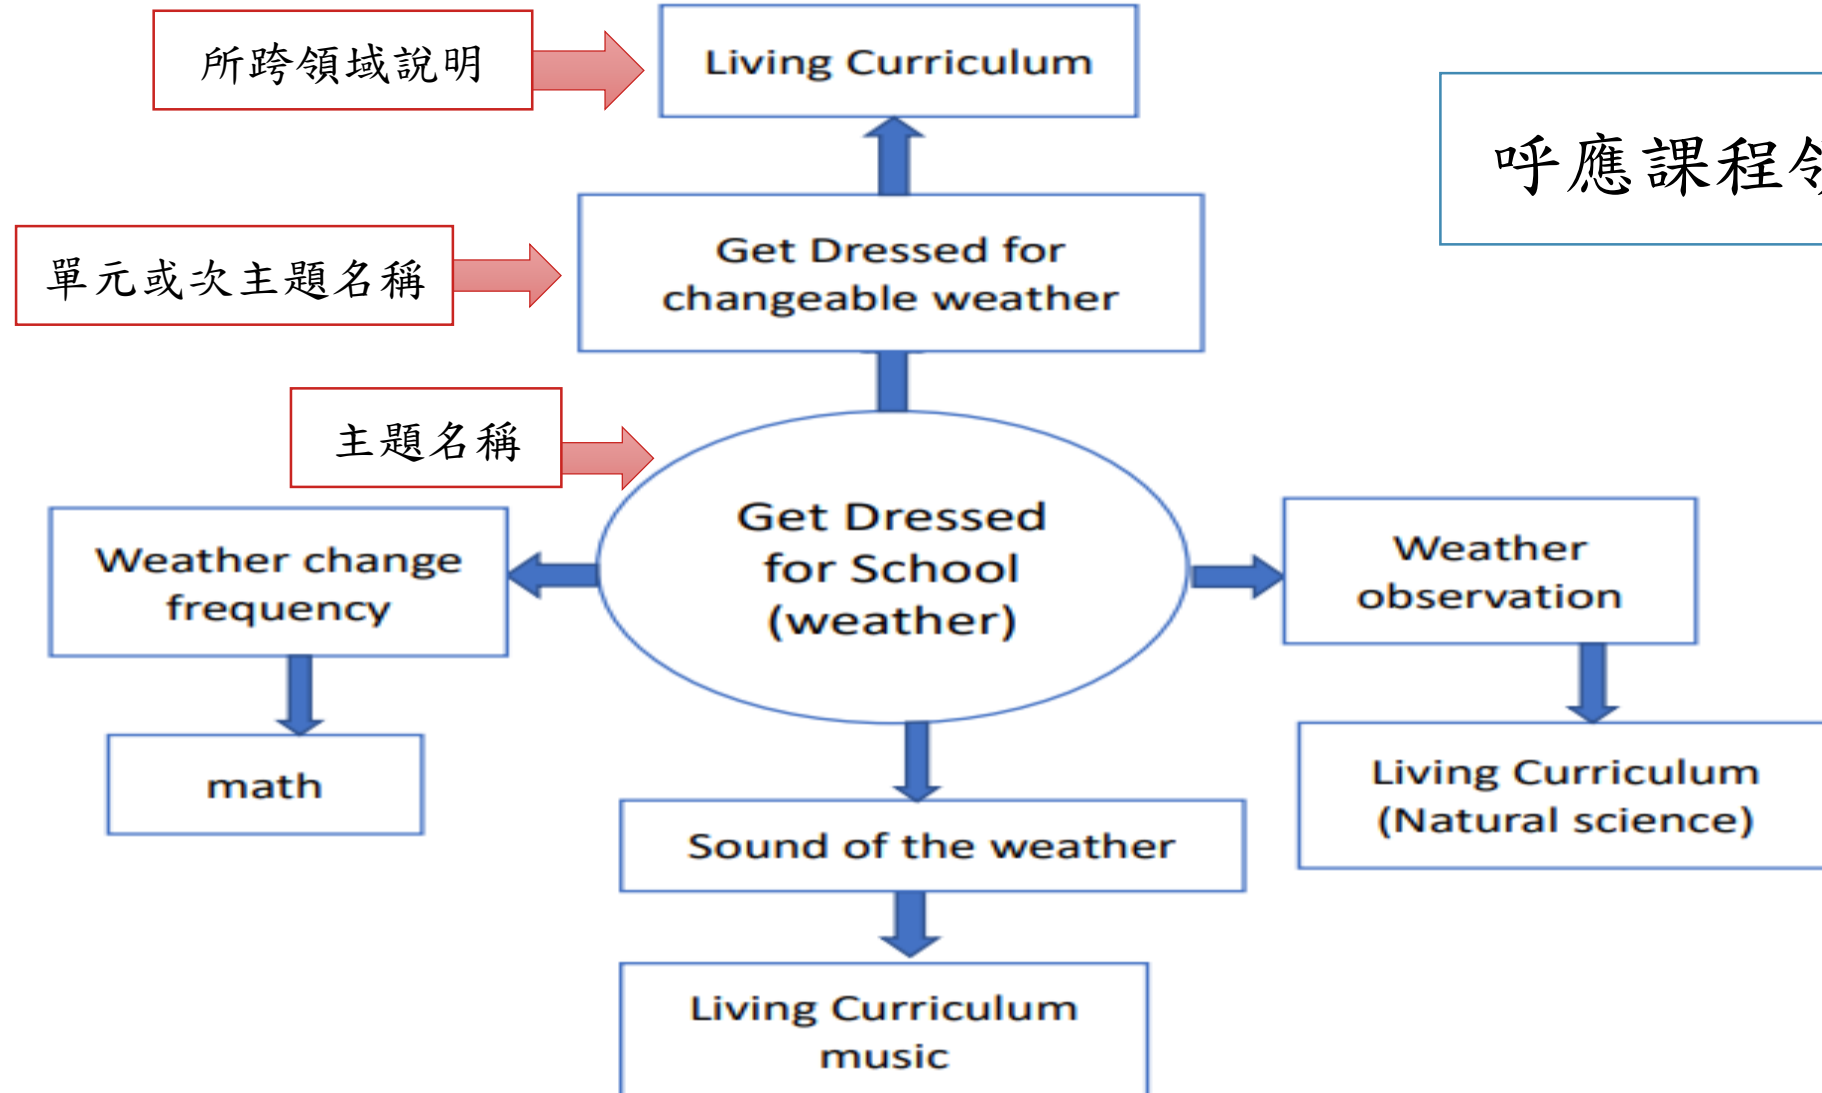 所跨領域說明
Living Curriculum
呼應課程
Get Dressed for
changeable weather
單元或次主題名稱
主題名稱
Get Dressed
for School
(weather)
Weather change
frequency
Weather
observation
math
Living Curriculum
(Natural science)
Sound of the weather
Living Curriculum
music